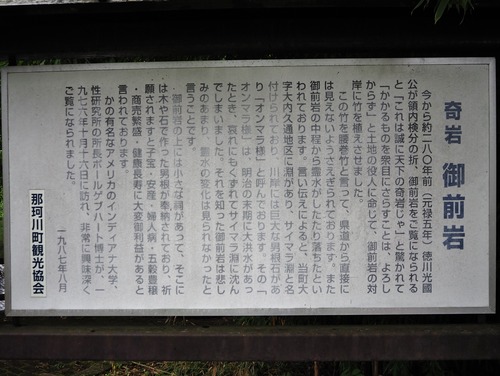 奇岩 御前岩
今から約二八〇年前（元禄五年）徳川光國
公が領内検分の折、御前岩をご覧になられる
と「これは誠に天下の奇岩じゃ」と驚かれて
「かかるものを衆目にさらすことは、よろし
からず」と土地の役人に命じて、御前岩の対
岸に竹を植えさせました。
この竹を腰巻竹と言つて、県道から直接に
は見えないようさえぎられております。また
御前岩の中程から霊水がしたたり落ちたとい
われております。言い伝えによると、当町大
字大内久通地区に淵があり、サイマラ淵と名
付けられており、川岸には巨大な男根石があ
り「オンマラ様」と呼んでおります。その「
オンマラ様」は、明治の末期に大洪水があっ
たとき、哀れにもくずれてサイマラ淵に沈ん
でしまいました。それを知った御前岩は悲し
みのあまり、霊水の変化は見られなかったと
言うことです。
御前岩の上には小さな祠があって、そこに
は木や石で作った男根が奉納されており、祈
願されますと子宝・安産・婦人病・五穀豊穣
・商売繁盛・健康長寿に大変御利益があると
言われております。
かの有名なアメリカのインディアナ大学、
性研究所の所長ポールゲブハート博士が、一
九七六年十月十六日に訪れ、非常に興味深く
ご覧になられました。
一九八七年八月
那珂川町観光協会